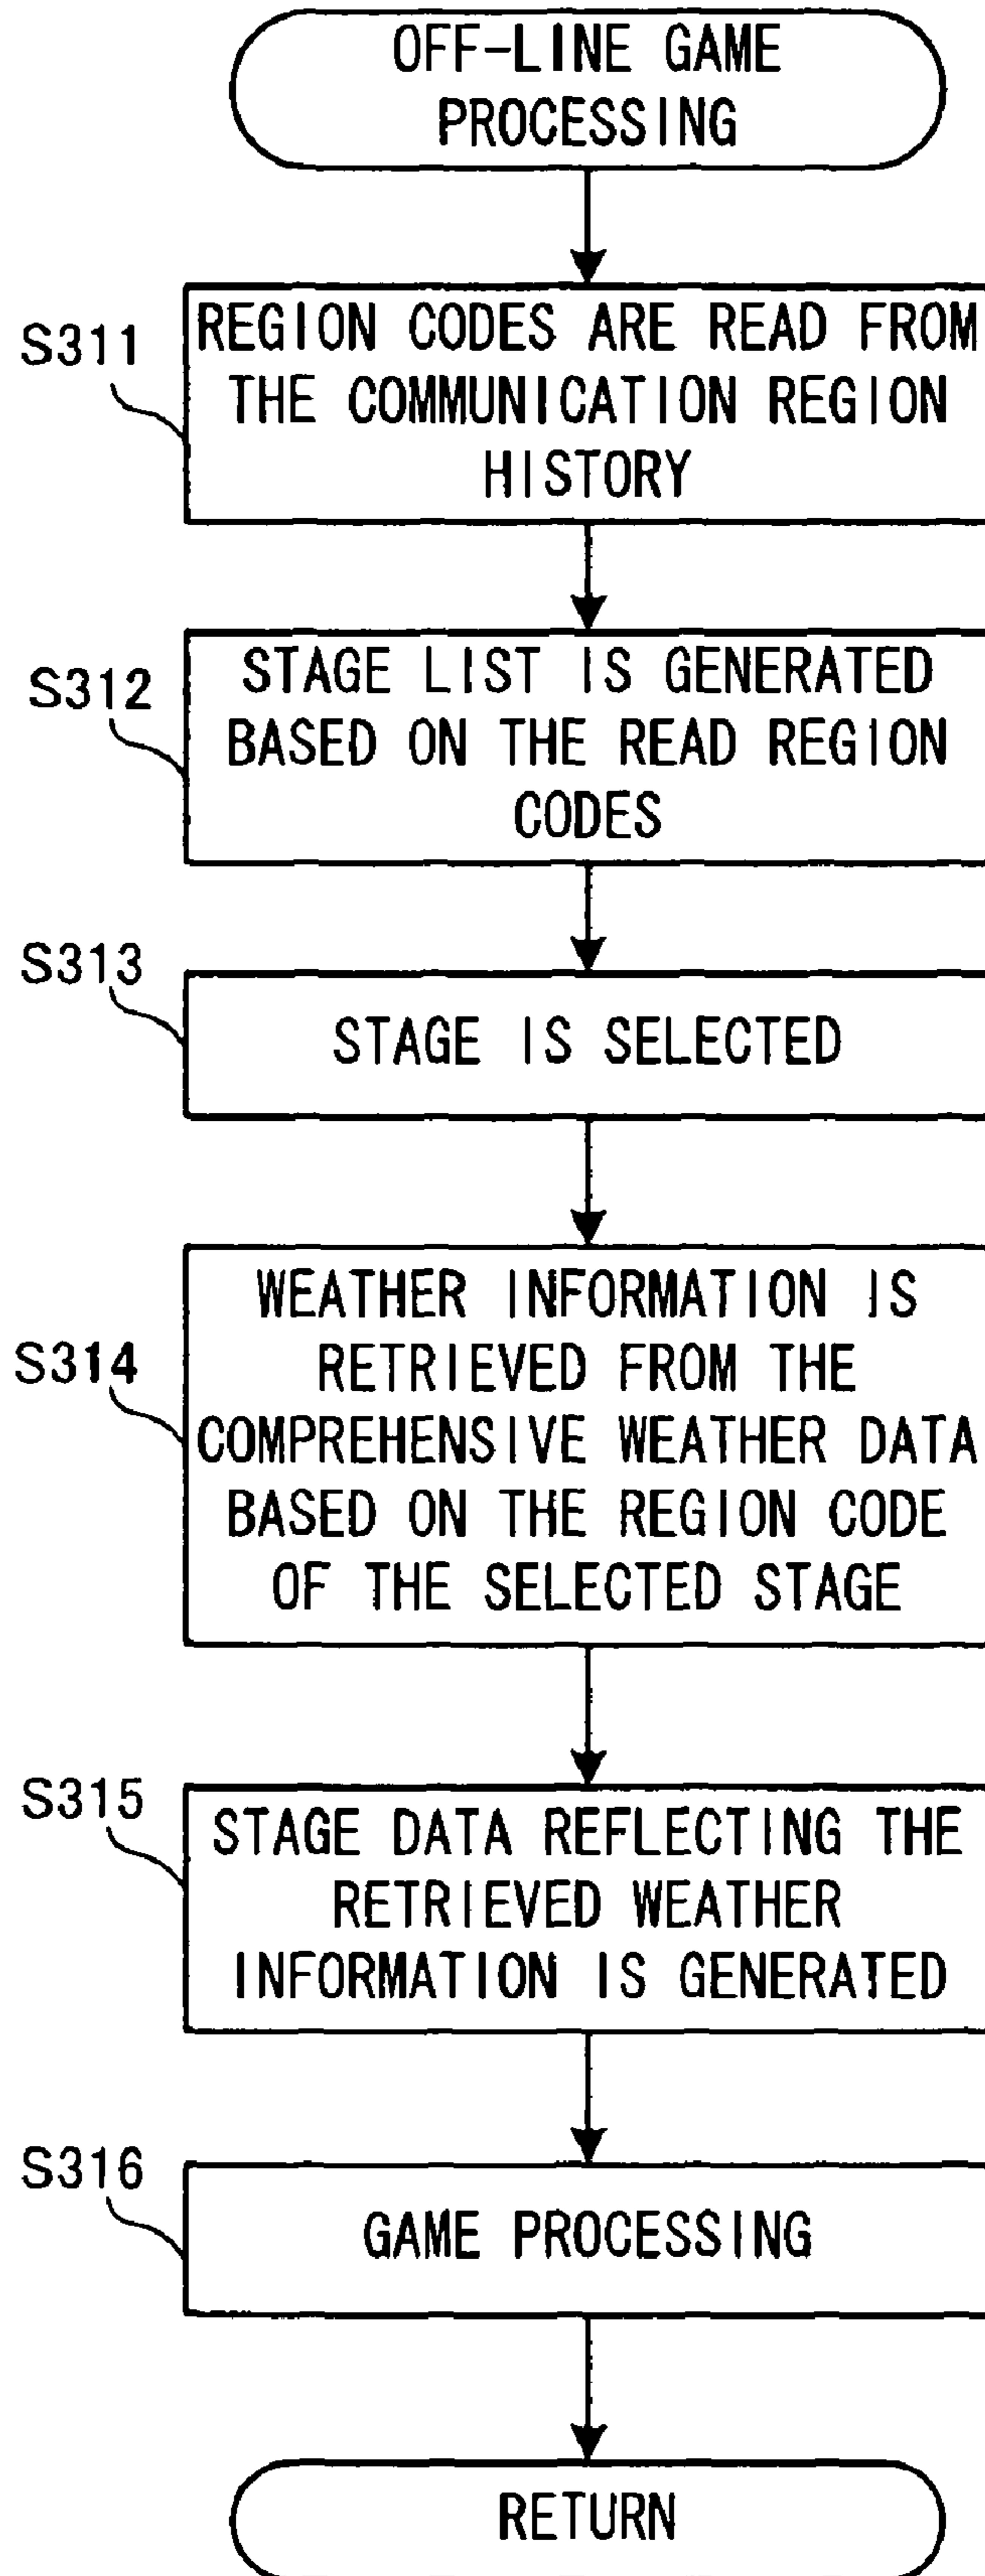 OFF-LINE GAME
PROCESSING
S311
REGION CODES ARE READ FROM
THE COMMUNICATION REGION
HISTORY
S312
STAGE LIST IS GENERATED
BASED ON THE READ REGION
CODES
S313
STAGE IS SELECTED
S314
WEATHER INFORMATION IS
RETRIEVED FROM THE
COMPREHENSIVE WEATHER DATA
BASED ON THE REGION CODE
OF THE SELECTED STAGE
S315
STAGE DATA REFLECTING THE
RETRIEVED WEATHER
INFORMATION IS GENERATED
S316
GAME PROCESSING
RETURN